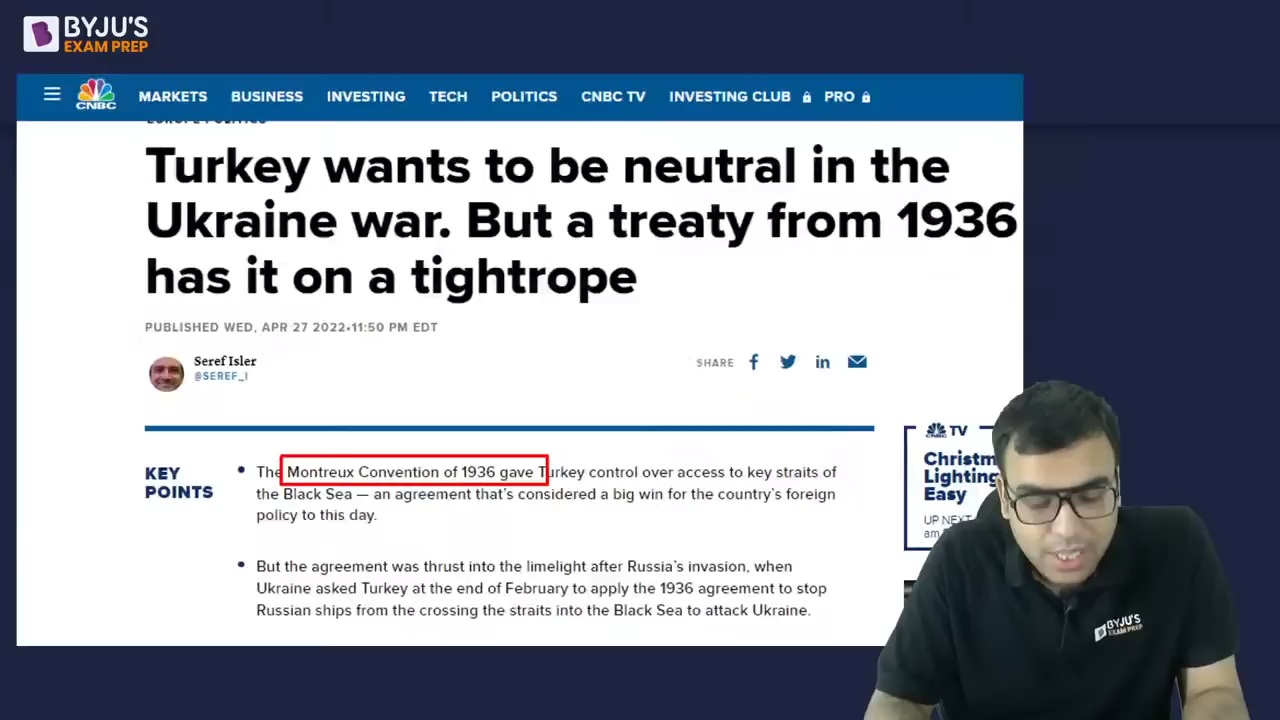 BYJU'S
EXAM PREP
CNBC
MARKETS BUSINESS INVESTING TECH POLITICS CNBC TV INVESTING CLUB PRO
EUROPE POLITICS
Turkey wants to be neutral in the
Ukraine war. But a treaty from 1936
has it on a tightrope
PUBLISHED WED, APR 27 2022•11:50 PM EDT
Seref Isler
@SEREF_I
SHARE
KEY
POINTS
The Montreux Convention of 1936 gave Turkey control over access to key straits of
the Black Sea — an agreement that's considered a big win for the country's foreign
policy to this day.
But the agreement was thrust into the limelight after Russia's invasion, when
Ukraine asked Turkey at the end of February to apply the 1936 agreement to stop
Russian ships from the crossing the straits into the Black Sea to attack Ukraine.
CNBC TV
Christm
Lighting
Easy
UP NEXT
am
BYJU'S
EXAM PREP